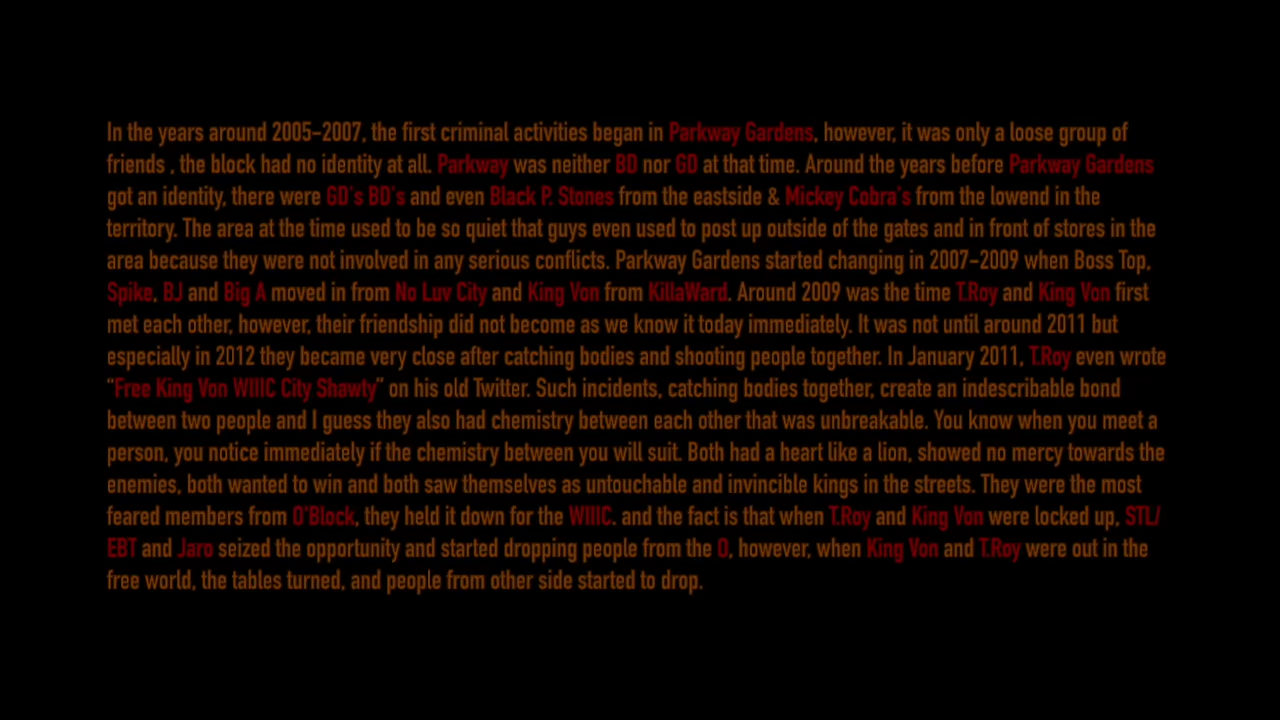 In the years around 2005-2007, the first criminal activities began in Parkway Gardens, however, it was only a loose group of
friends , the block had no identity at all. Parkway was neither BD nor GD at that time. Around the years before Parkway Gardens
got an identity, there were GD's BD's and even Black P. Stones from the eastside & Mickey Cobra's from the lowend in the
territory. The area at the time used to be so quiet that guys even used to post up outside of the gates and in front of stores in the
area because they were not involved in any serious conflicts. Parkway Gardens started changing in 2007-2009 when Boss Top,
Spike, BJ and Big A moved in from No Luv City and King Von from KillaWard. Around 2009 was the time T.Roy and King Von first
met each other, however, their friendship did not become as we know it today immediately. It was not until around 2011 but
especially in 2012 they became very close after catching bodies and shooting people together. In January 2011, T.Roy even wrote
"Free King Von WIIIC City Shawty" on his old Twitter. Such incidents, catching bodies together, create an indescribable bond
between two people and I guess they also had chemistry between each other that was unbreakable. You know when you meet a
person, you notice immediately if the chemistry between you will suit. Both had a heart like a lion, showed no mercy towards the
enemies, both wanted to win and both saw themselves as untouchable and invincible kings in the streets. They were the most
feared members from O'Block, they held it down for the WIIIC. and the fact is that when T.Roy and King Von were locked up, STL/
EBT and Jaro seized the opportunity and started dropping people from the O, however, when King Von and T.Roy were out in the
free world, the tables turned, and people from other side started to drop.